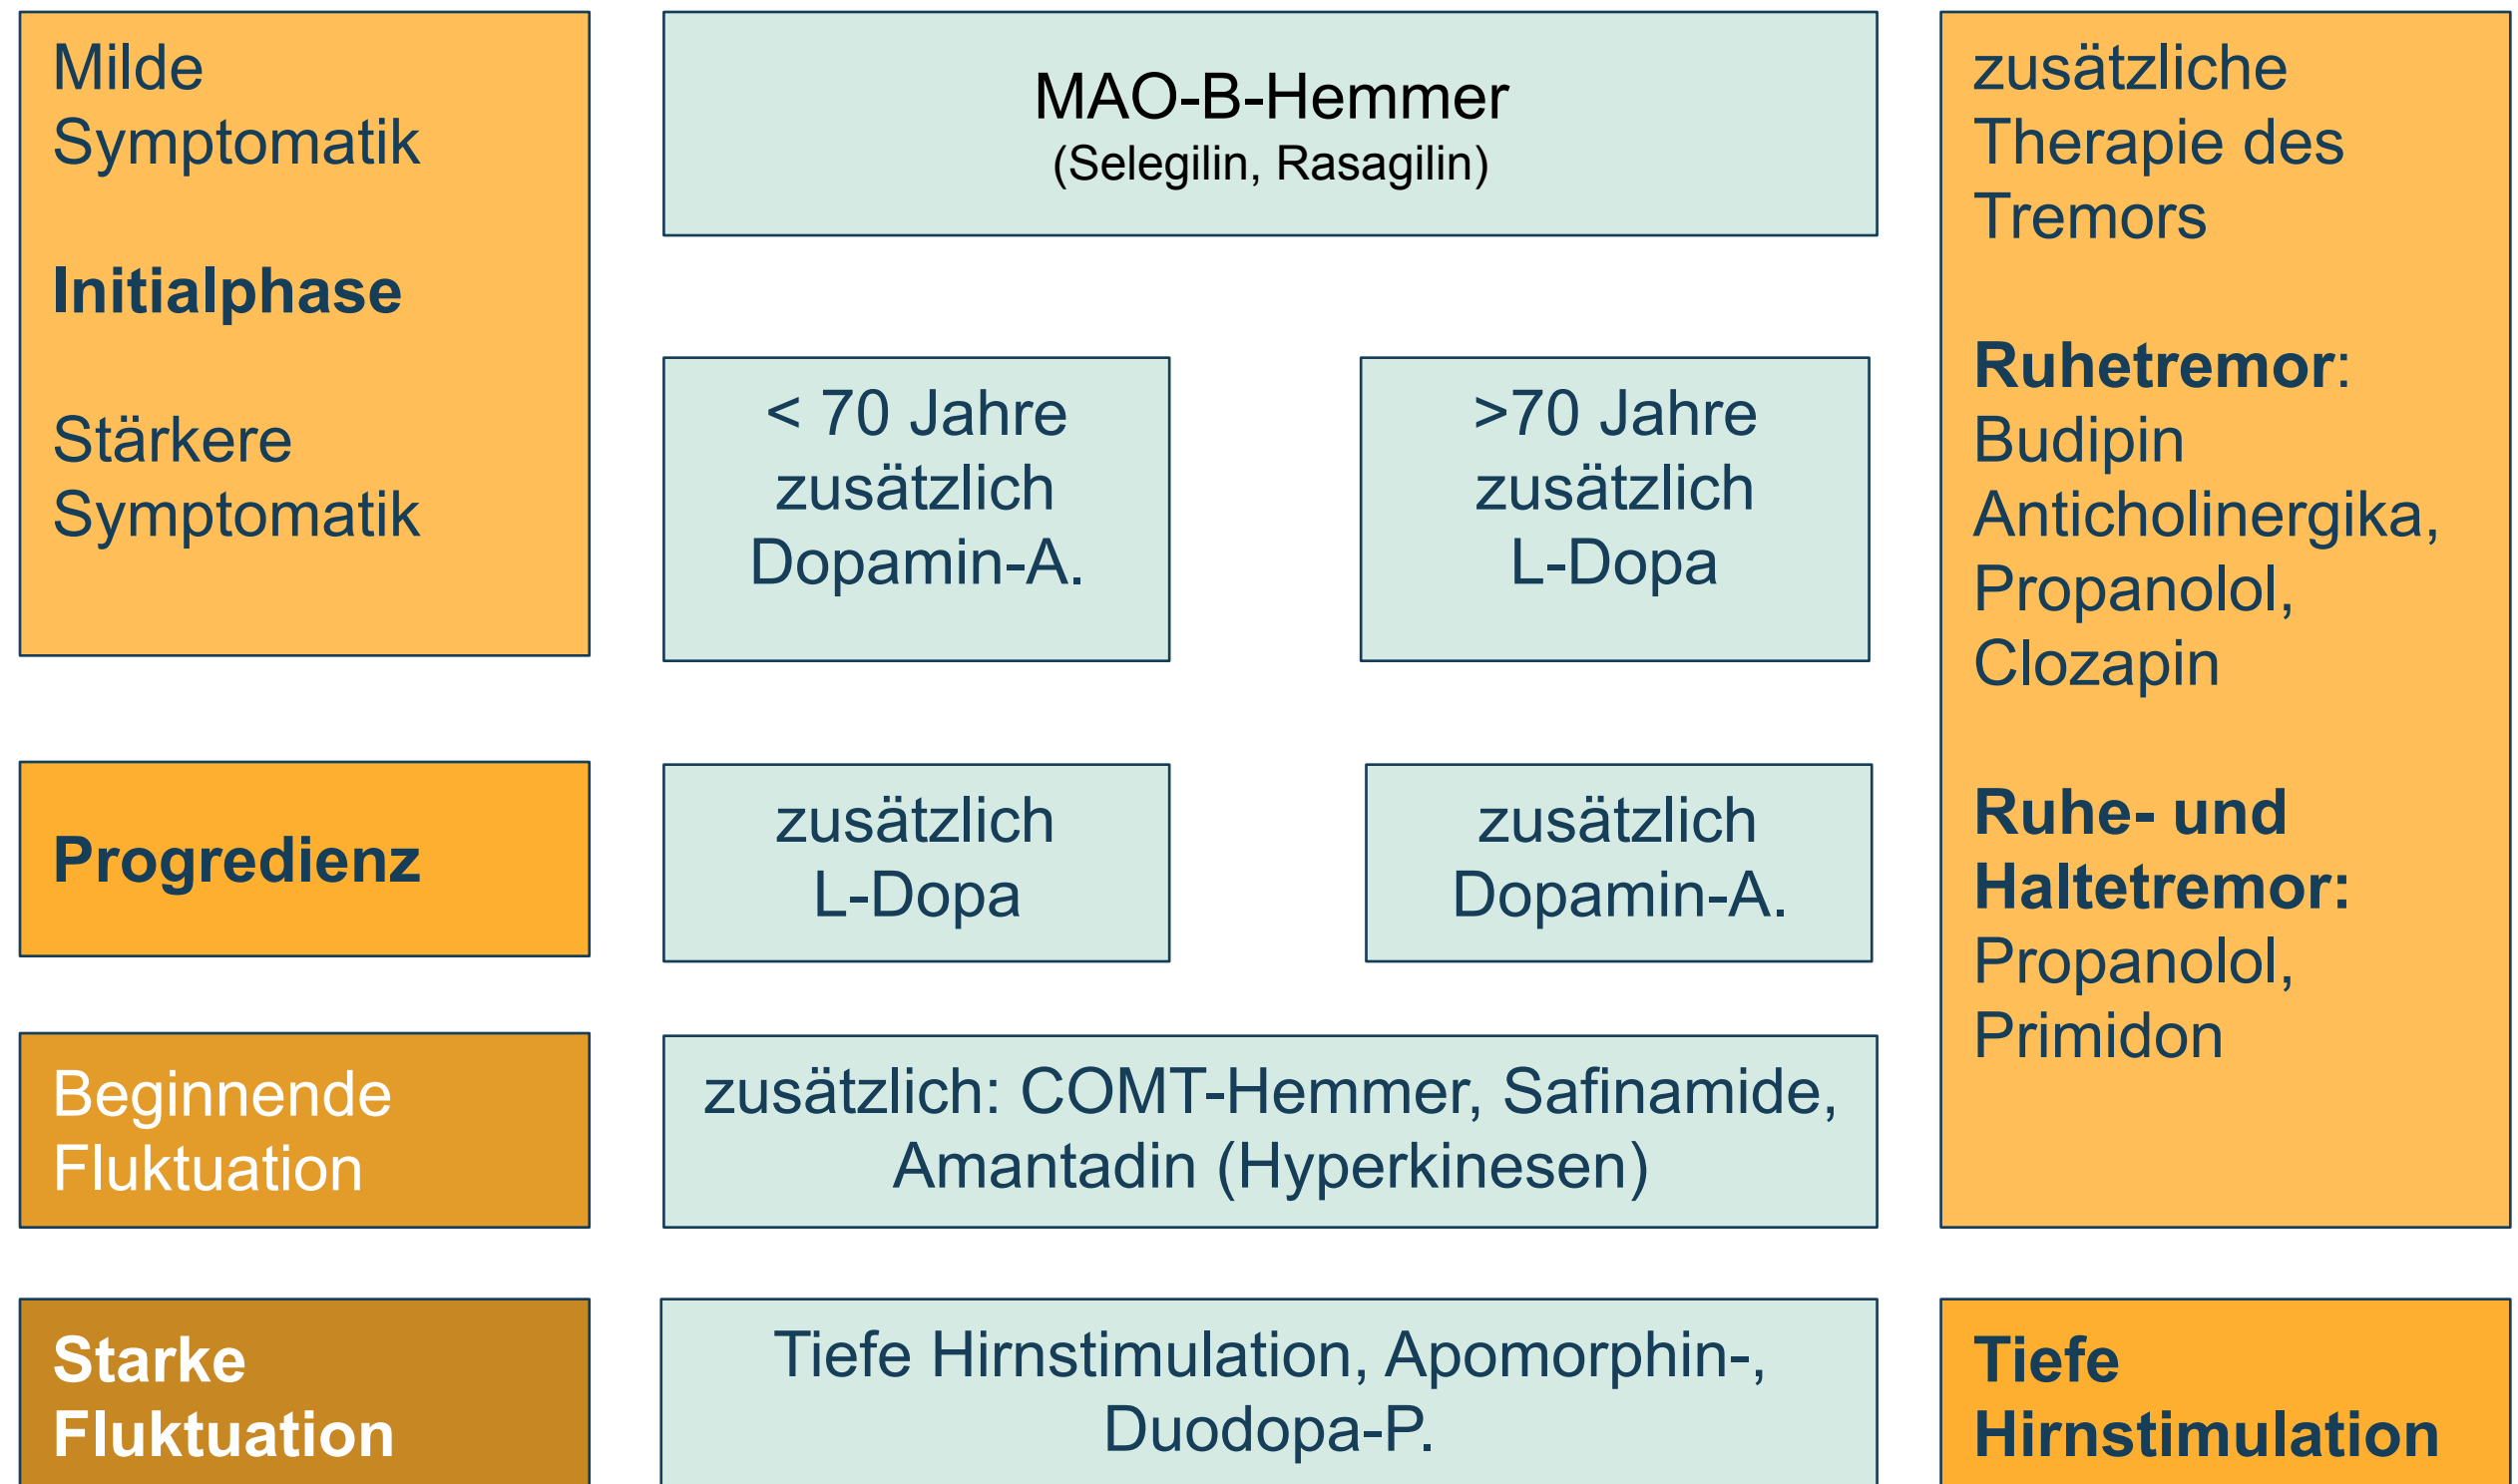 Milde
Symptomatik
Initialphase
Stärkere
Symptomatik
MAO-B-Hemmer
(Selegilin, Rasagilin)
< 70 Jahre
zusätzlich
Dopamin-A.
>70 Jahre
zusätzlich
L-Dopa
Progredienz
zusätzlich
L-Dopa
zusätzlich
Dopamin-A.
Beginnende
Fluktuation
zusätzlich: COMT-Hemmer, Safinamide,
Amantadin (Hyperkinesen)
Starke
Fluktuation
Tiefe Hirnstimulation, Apomorphin-,
Duodopa-P.
zusätzliche
Therapie des
Tremors
Ruhetremor:
Budipin
Anticholinergika,
Propanolol,
Clozapin
Ruhe- und
Haltetremor:
Propanolol,
Primidon
Tiefe
Hirnstimulation